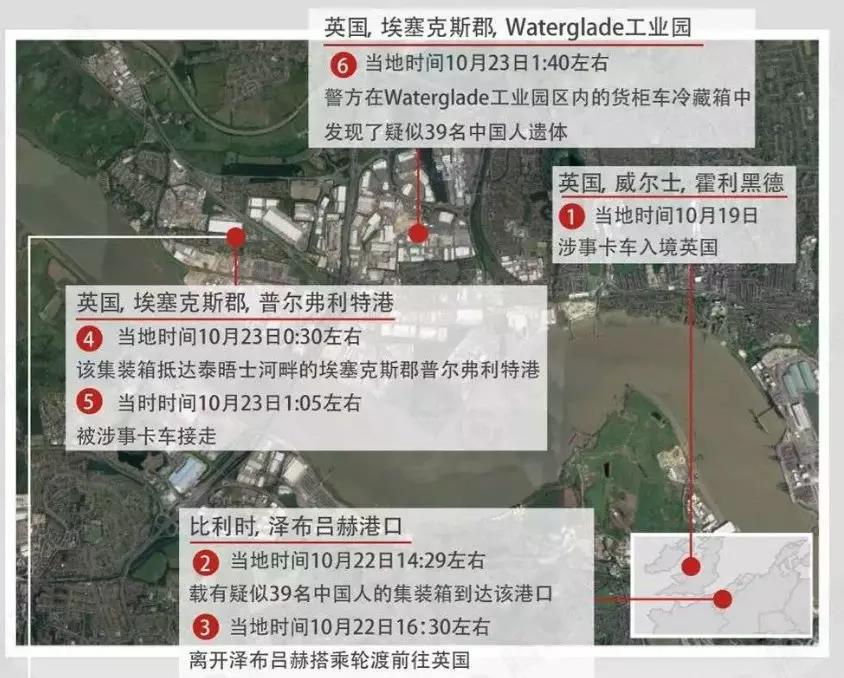 英国, 埃塞克斯郡, Waterglade工业园
6 当地时间10月23日1:40左右
警方在Waterglade工业园区内的货柜车冷藏箱中
发现了疑似39名中国人遗体
英国, 威尔士, 霍利黑德
1 当地时间10月19日
涉事卡车入境英国
英国, 埃塞克斯郡, 普尔弗利特港
4 当地时间10月23日0:30左右
该集装箱抵达泰晤士河畔的埃塞克斯郡普尔弗利特港
5 当时时间10月23日1:05左右
被涉事卡车接走
比利时, 泽布吕赫港口
2 当地时间10月22日14:29左右
载有疑似39名中国人的集装箱到达该港口
3 当地时间10月22日16:30左右
离开泽布吕赫搭乘轮渡前往英国